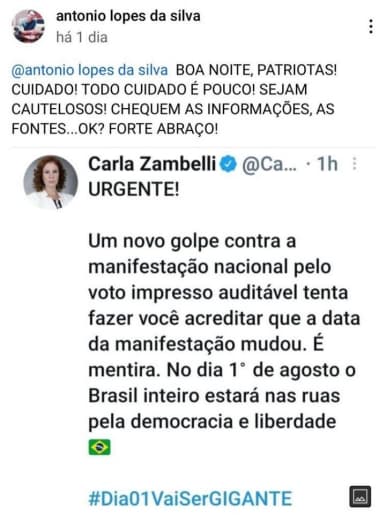 antonio lopes da silva
há 1 dia
@antonio lopes da silva BOA NOITE, PATRIOTAS!
CUIDADO! TODO CUIDADO É POUCO! SEJAM
CAUTELOSOS! CHEQUEM AS INFORMAÇÕES, AS
FONTES...OK? FORTE ABRAÇO!
Carla Zambelli @Ca... · 1h
URGENTE!
Um novo golpe contra a
manifestação nacional pelo
voto impresso auditável tenta
fazer você acreditar que a data
da manifestação mudou. É
mentira. No dia 1° de agosto o
Brasil inteiro estará nas ruas
pela democracia e liberdade
🇧🇷
#Dia01VaiSerGIGANTE